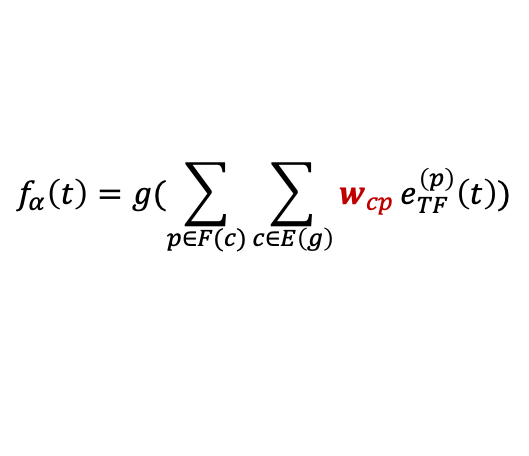 f_α(t) = g( ∑_{p∈F(c)} ∑_{c∈E(g)} w_{cp} e_{TF}^{(p)}(t))